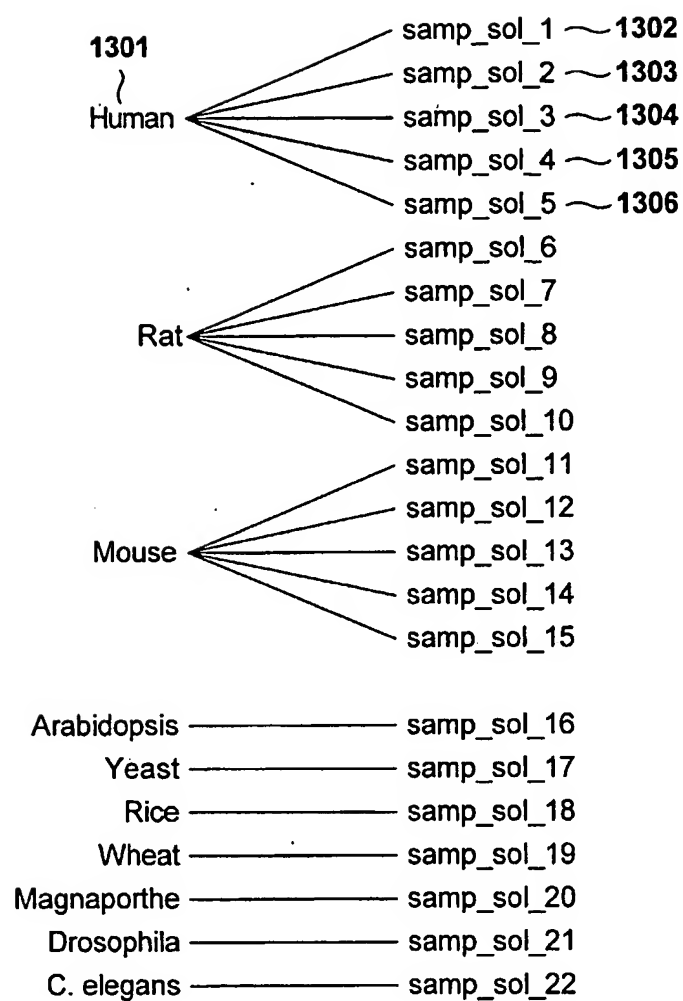 samp_sol_1 1302
1301
samp_sol_2 1303
Human samp_sol_3 1304
samp_sol_4 1305
samp_sol_5 1306
samp_sol_6
samp_sol_7
Rat samp_sol_8
samp_sol_9
samp_sol_10
samp_sol_11
samp_sol_12
Mouse samp_sol_13
samp_sol_14
samp_sol_15
Arabidopsis samp_sol_16
Yeast samp_sol_17
Rice samp_sol_18
Wheat samp_sol_19
Magnaporthe samp_sol_20
Drosophila samp_sol_21
C. elegans samp_sol_22